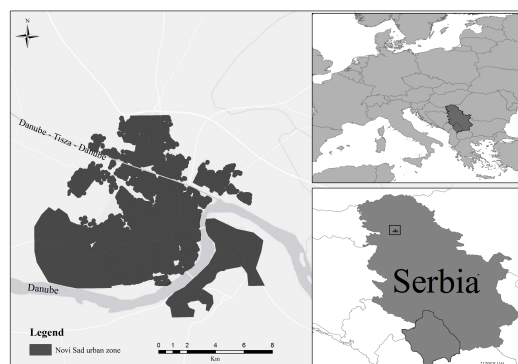 N
Danube - Tisza - Danube
Danube
Legend
Novi Sad urban zone
0 1 2 4 6 8
Km
Serbia